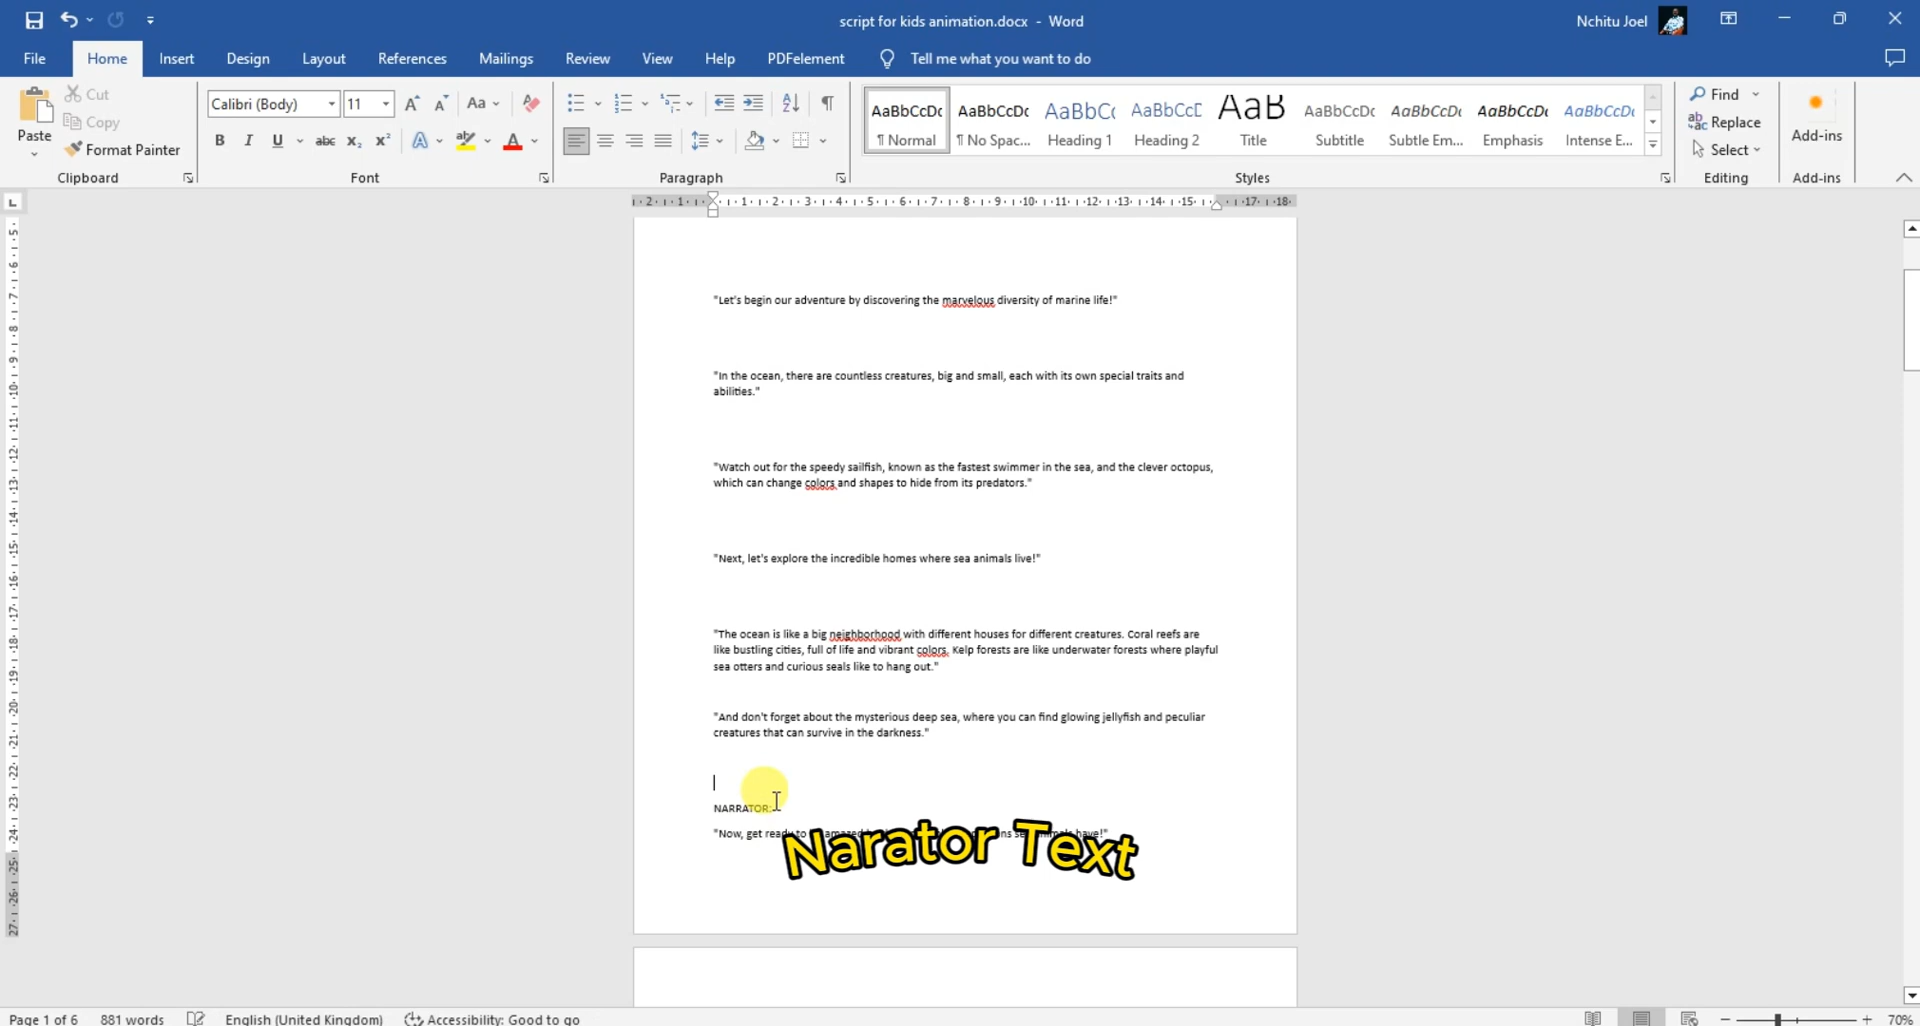 script for kids animation.docx - Word
Nchitu Joel
File Home Insert Design Layout References Mailings Review View Help PDFelement Tell me what you want to do
Paste
Cut
Copy
Format Painter
Clipboard
Calibri (Body) 11
Font
Paragraph
AaBbCcDc AaBbCcDc AaBbC AaBbCcD AaB AaBbCcDc AaBbCcDc AaBbCcDc AaBbCcDc
¶ Normal ¶ No Spac... Heading 1 Heading 2 Title Subtitle Subtle Em... Emphasis Intense E...
Styles
Find
Replace
Select
Editing
Add-ins
Add-ins
"Let's begin our adventure by discovering the marvelous diversity of marine life!"
"In the ocean, there are countless creatures, big and small, each with its own special traits and
abilities."
"Watch out for the speedy sailfish, known as the fastest swimmer in the sea, and the clever octopus,
which can change colors and shapes to hide from its predators."
"Next, let's explore the incredible homes where sea animals live!"
"The ocean is like a big neighborhood with different houses for different creatures. Coral reefs are
like bustling cities, full of life and vibrant colors. Kelp forests are like underwater forests where playful
sea otters and curious seals like to hang out."
"And don't forget about the mysterious deep sea, where you can find glowing jellyfish and peculiar
creatures that can survive in the darkness."
NARRATOR:
"Now, get ready to have!"
Narator Text
Page 1 of 6 881 words English (United Kingdom) Accessibility: Good to go 70%